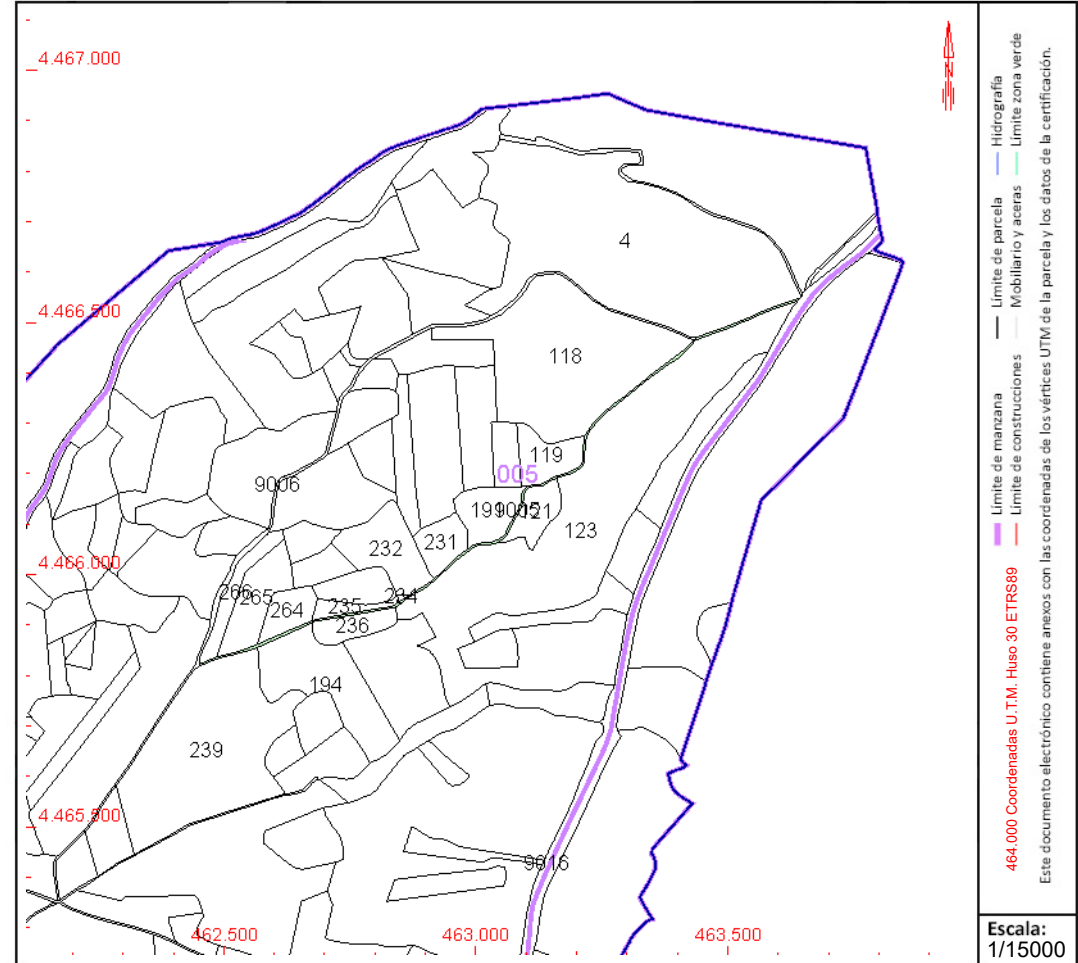 4.467.000
4
4.466.500
118
119
005
9006
199
9005
121
123
232
231
4.466.000
266
265
264
235
234
236
194
239
4.465.500
9016
462.500
463.000
463.500
N
Límite de manzana
Límite de parcela
Hidrografía
Límite de construcciones
Mobiliario y aceras
Límite zona verde
464.000 Coordenadas U.T.M. Huso 30 ETRS89
Este documento electrónico contiene anexos con las coordenadas de los vértices UTM de la parcela y los datos de la certificación.
Escala:
1/15000